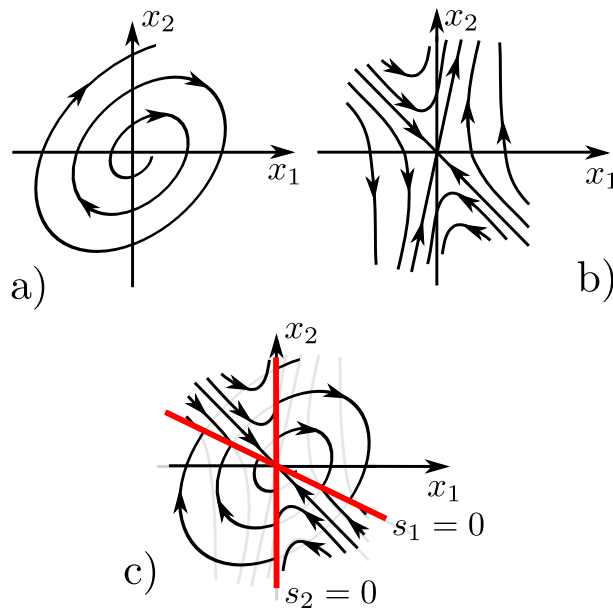 x₂
x₁
a)
x₂
x₁
b)
x₂
x₁
s₁ = 0
s₂ = 0
c)